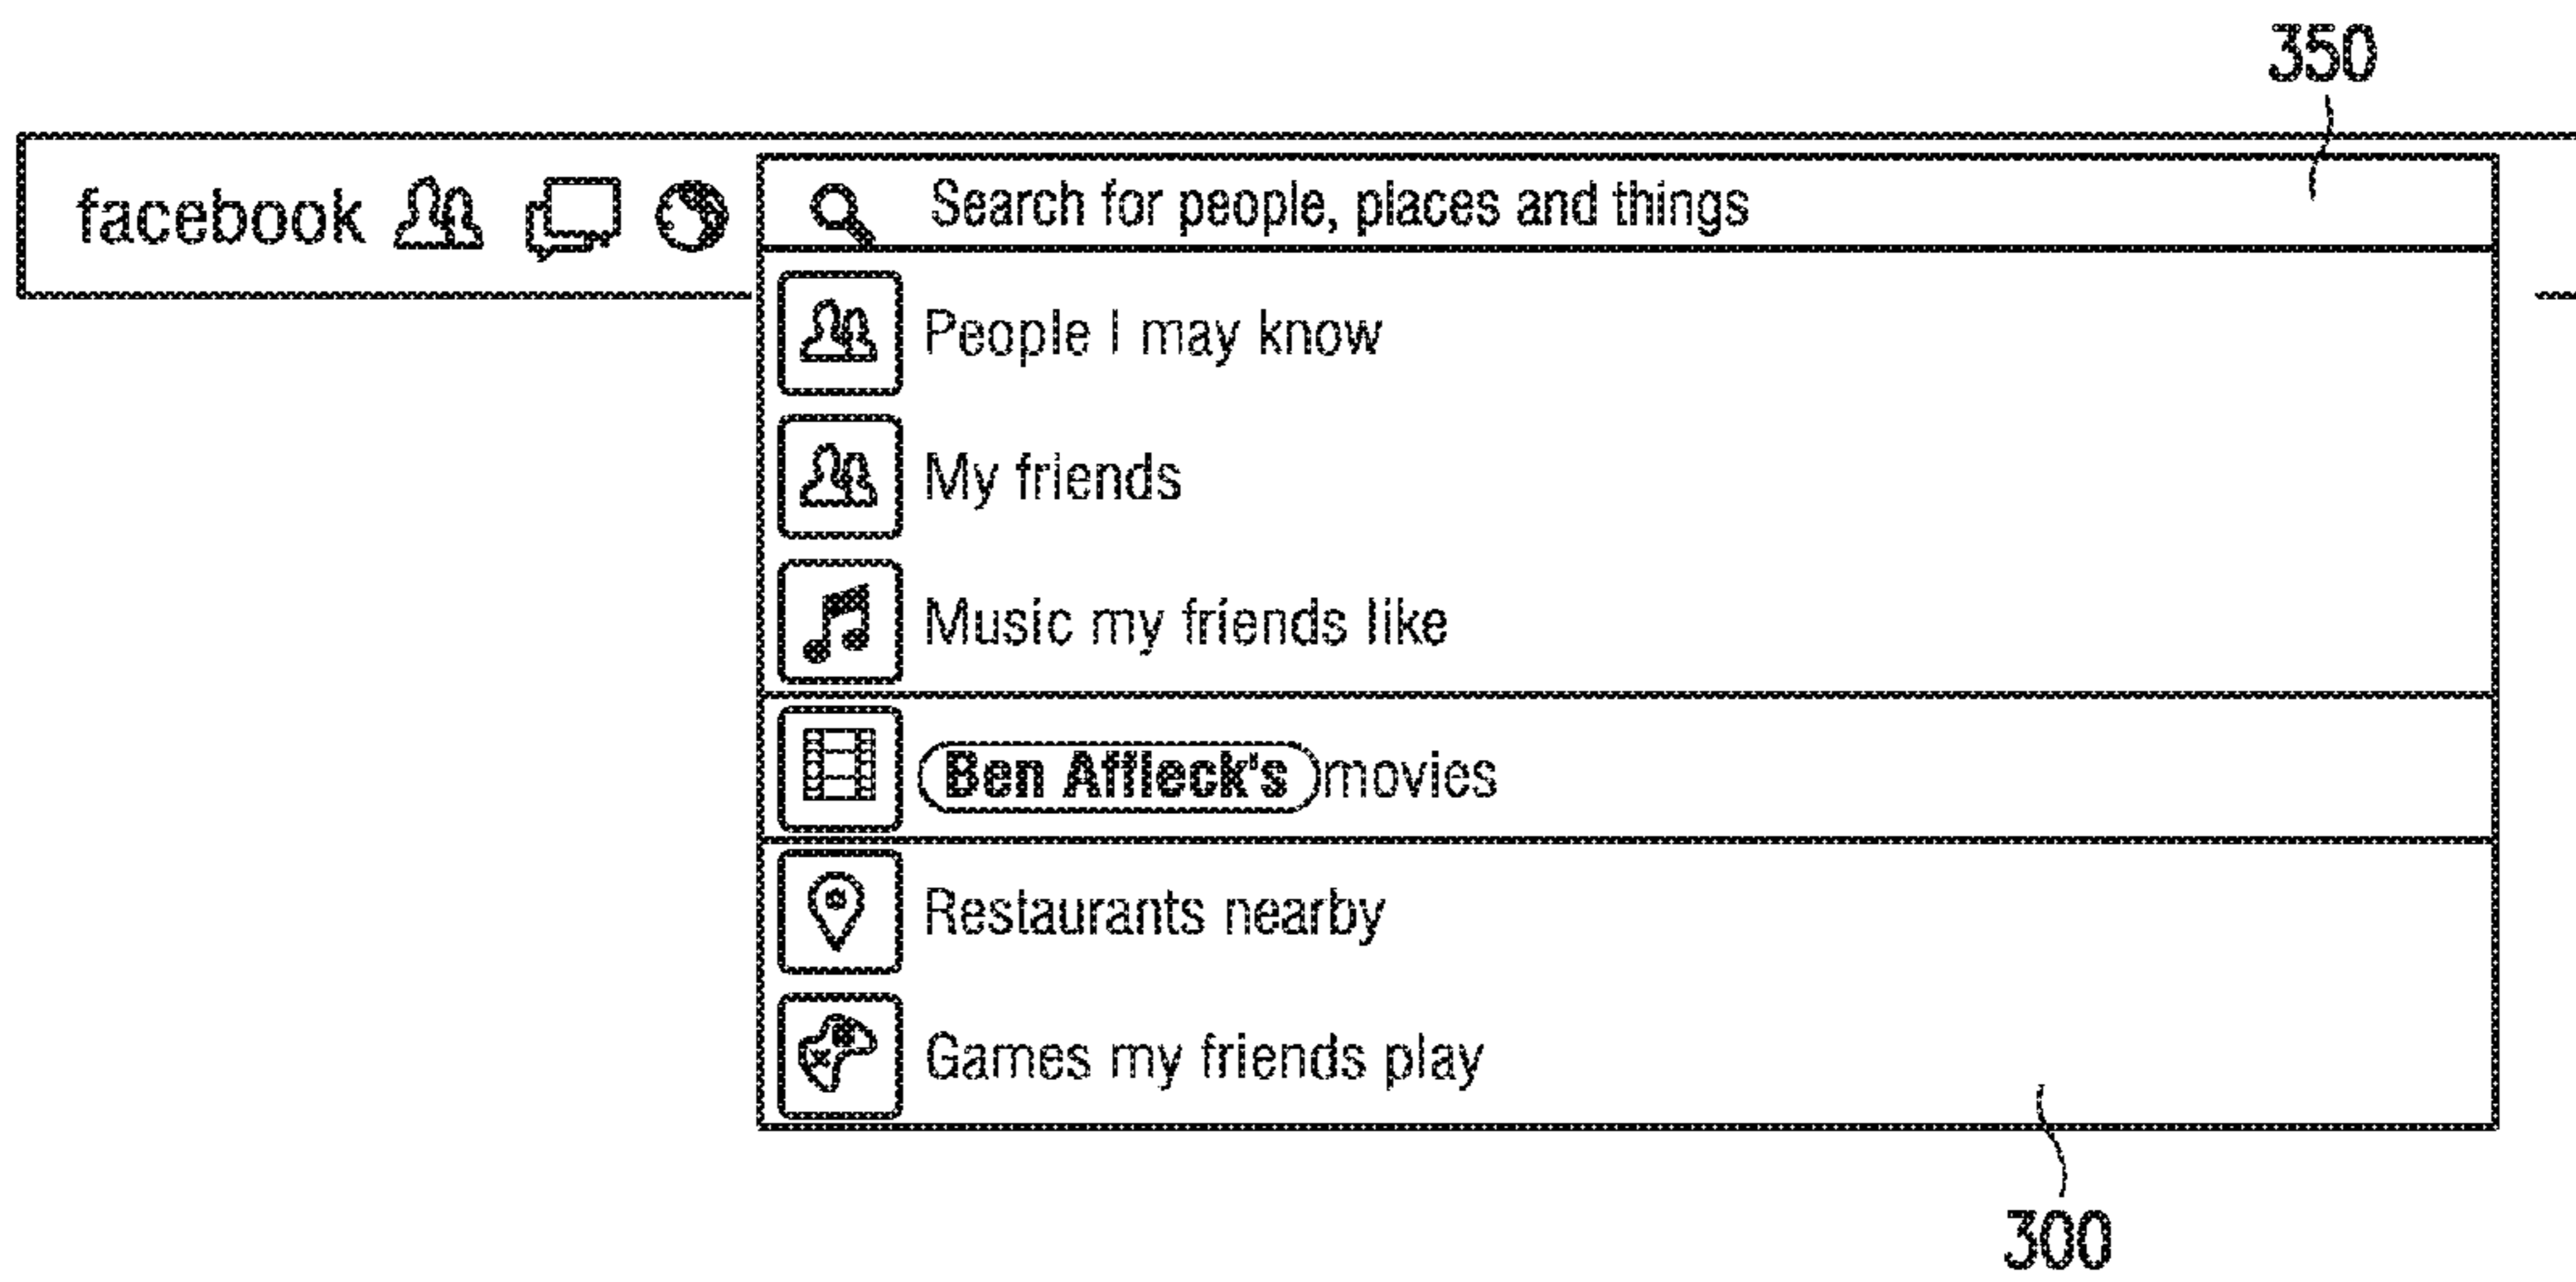 350
facebook
Search for people, places and things
People I may know
My friends
Music my friends like
Ben Affleck's movies
Restaurants nearby
Games my friends play
300